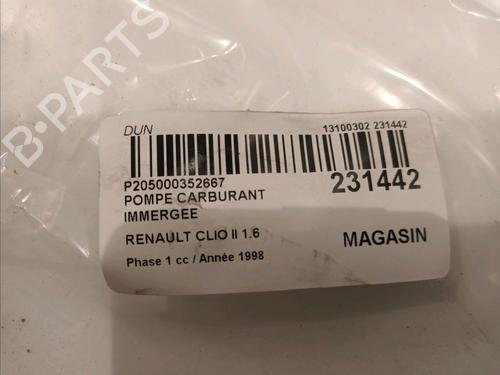 B-PARTS
DUN
13100302 231442
P205000352667
231442
POMPE CARBURANT
IMMERGEE
RENAULT CLIO II 1.6
MAGASIN
Phase 1 cc / Année 1998